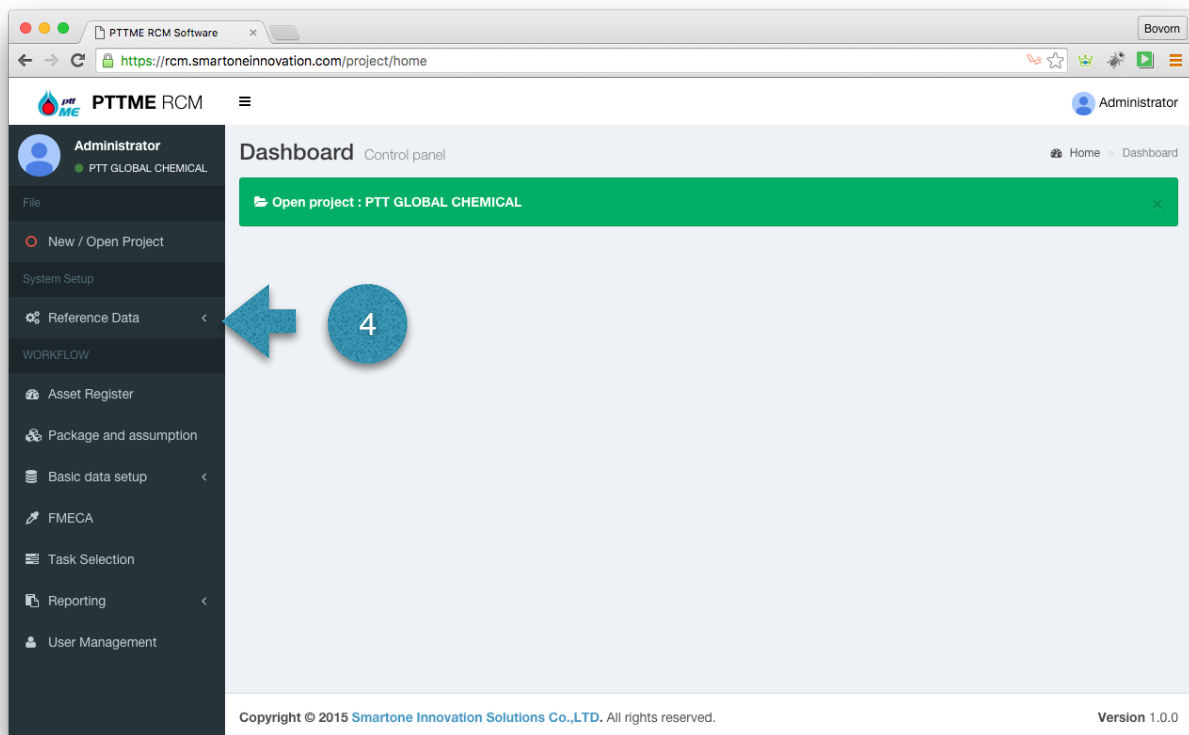 PTTME RCM Software
Bovorn
https://rcm.smartoneinnovation.com/project/home
ptt
ME
PTTME RCM
Administrator
Administrator
PTT GLOBAL CHEMICAL
File
New / Open Project
System Setup
Reference Data
WORKFLOW
Asset Register
Package and assumption
Basic data setup
FMECA
Task Selection
Reporting
User Management
Dashboard Control panel
Home > Dashboard
Open project : PTT GLOBAL CHEMICAL
×
4
Copyright © 2015 Smartone Innovation Solutions Co.,LTD. All rights reserved.
Version 1.0.0